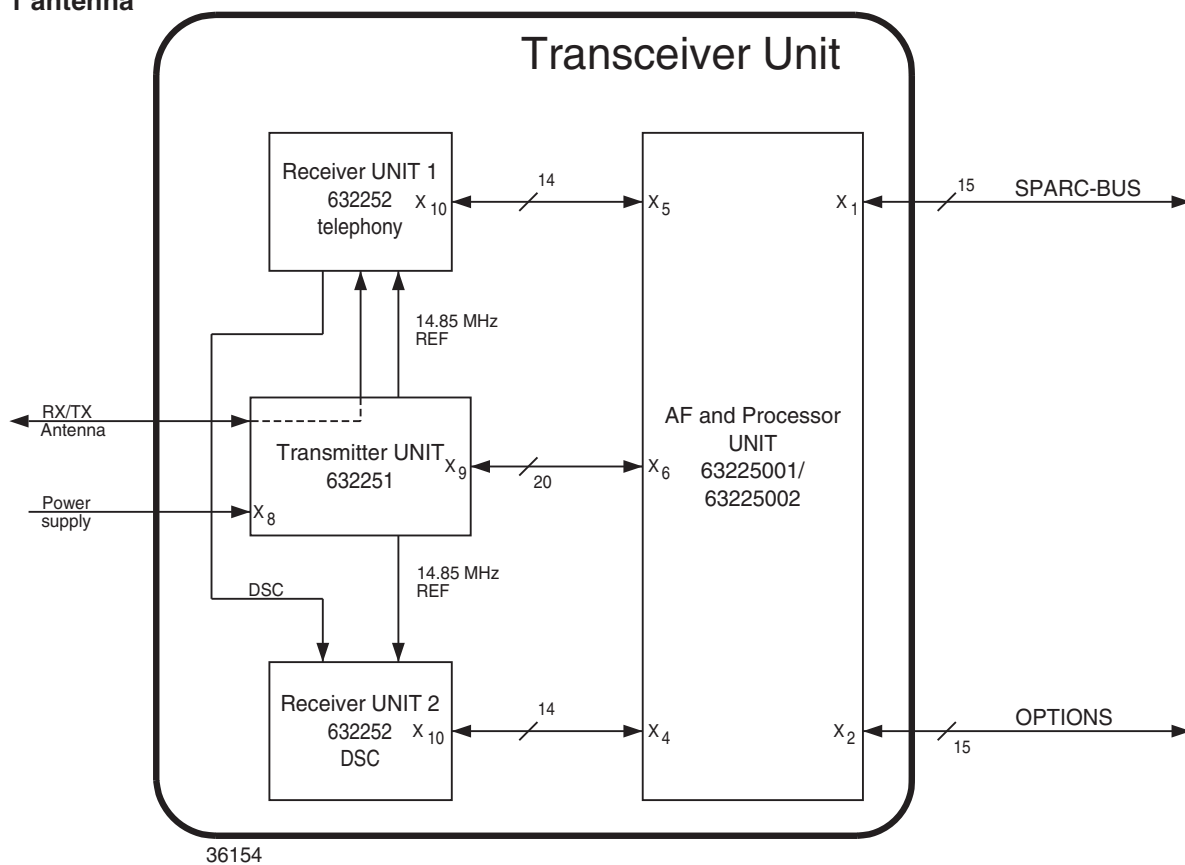 1 antenna
Transceiver Unit
Receiver UNIT 1
632252
telephony
X10
14
X5
X1
15
SPARC-BUS
14.85 MHz
REF
RX/TX
Antenna
Transmitter UNIT
632251
X9
20
X6
AF and Processor
UNIT
63225001/
63225002
Power
supply
X8
14.85 MHz
REF
DSC
Receiver UNIT 2
632252
DSC
X10
14
X4
X2
15
OPTIONS
36154